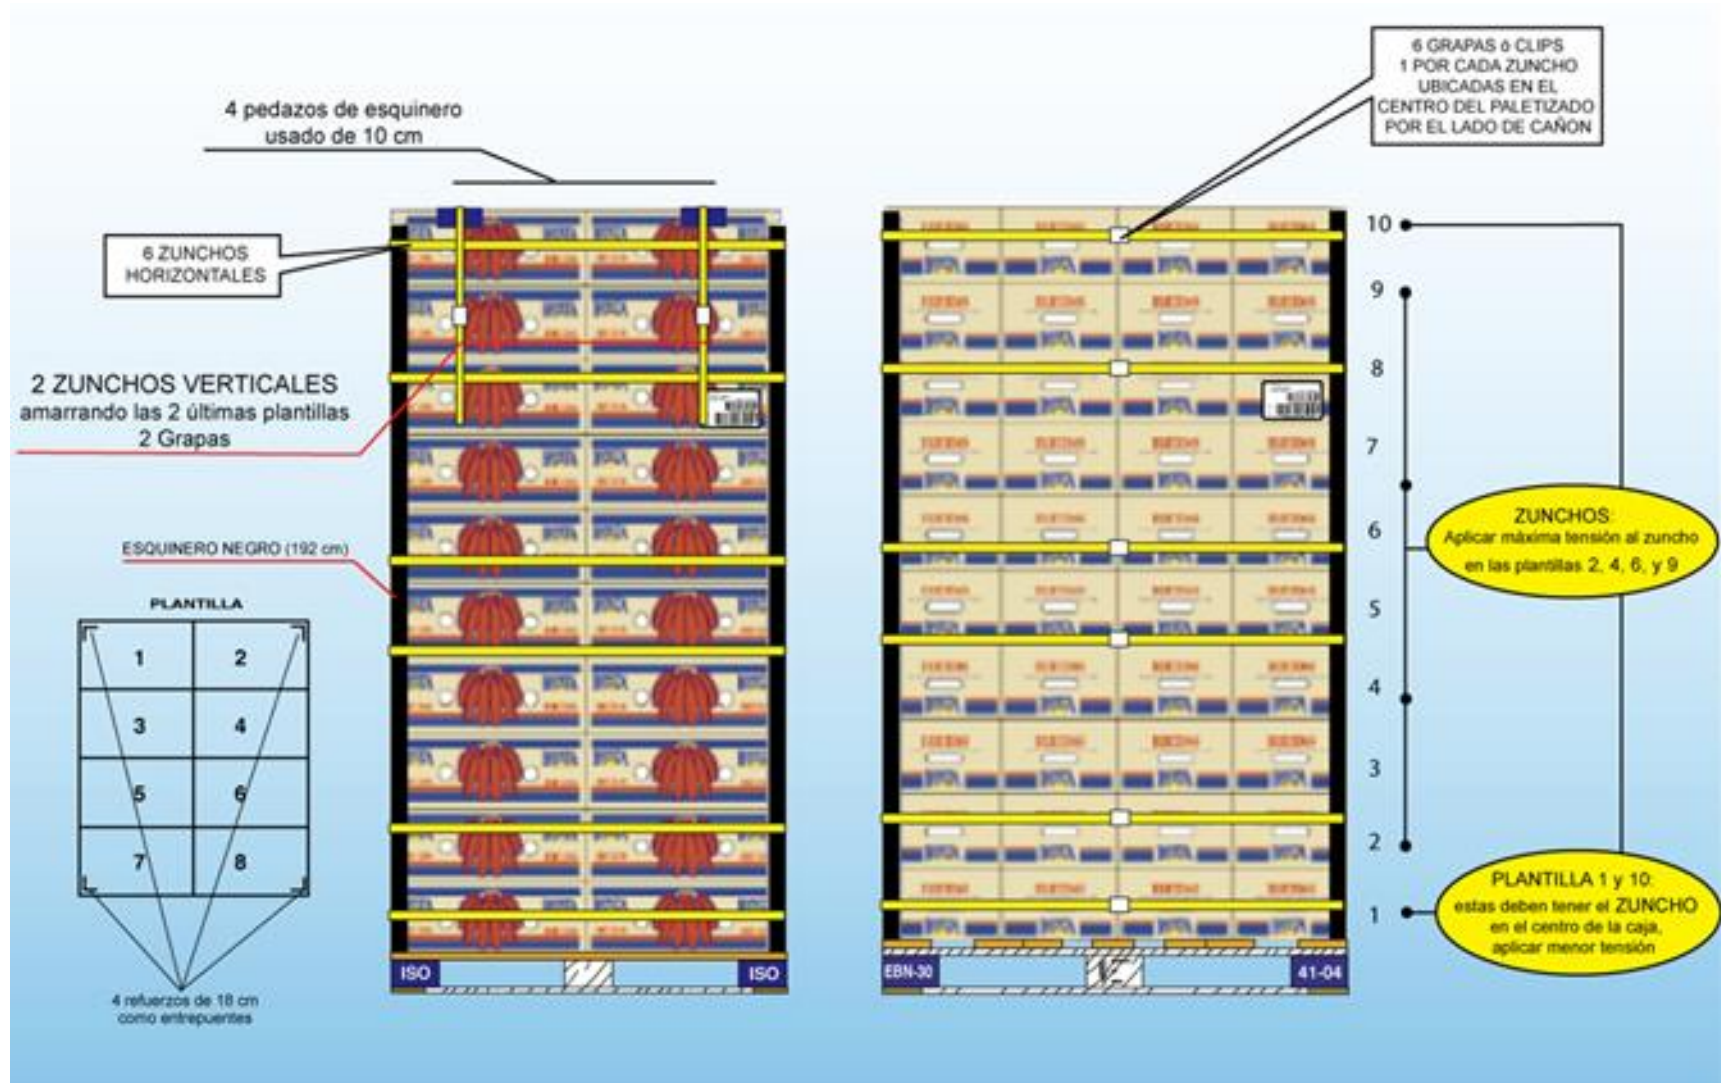 6 GRAPAS ó CLIPS
1 POR CADA ZUNCHO
UBICADAS EN EL
CENTRO DEL PALETIZADO
POR EL LADO DE CAÑON
4 pedazos de esquinero
usado de 10 cm
6 ZUNCHOS
HORIZONTALES
2 ZUNCHOS VERTICALES
amarrando las 2 últimas plantillas
2 Grapas
ESQUINERO NEGRO (192 cm)
PLANTILLA
1 2
3 4
5 6
7 8
4 refuerzos de 18 cm
como entrepuentes
ISO ISO
EBN-30 41-04
10
9
8
7
6
5
4
3
2
1
ZUNCHOS:
Aplicar máxima tensión al zuncho
en las plantillas 2, 4, 6, y 9
PLANTILLA 1 y 10:
estas deben tener el ZUNCHO
en el centro de la caja,
aplicar menor tensión